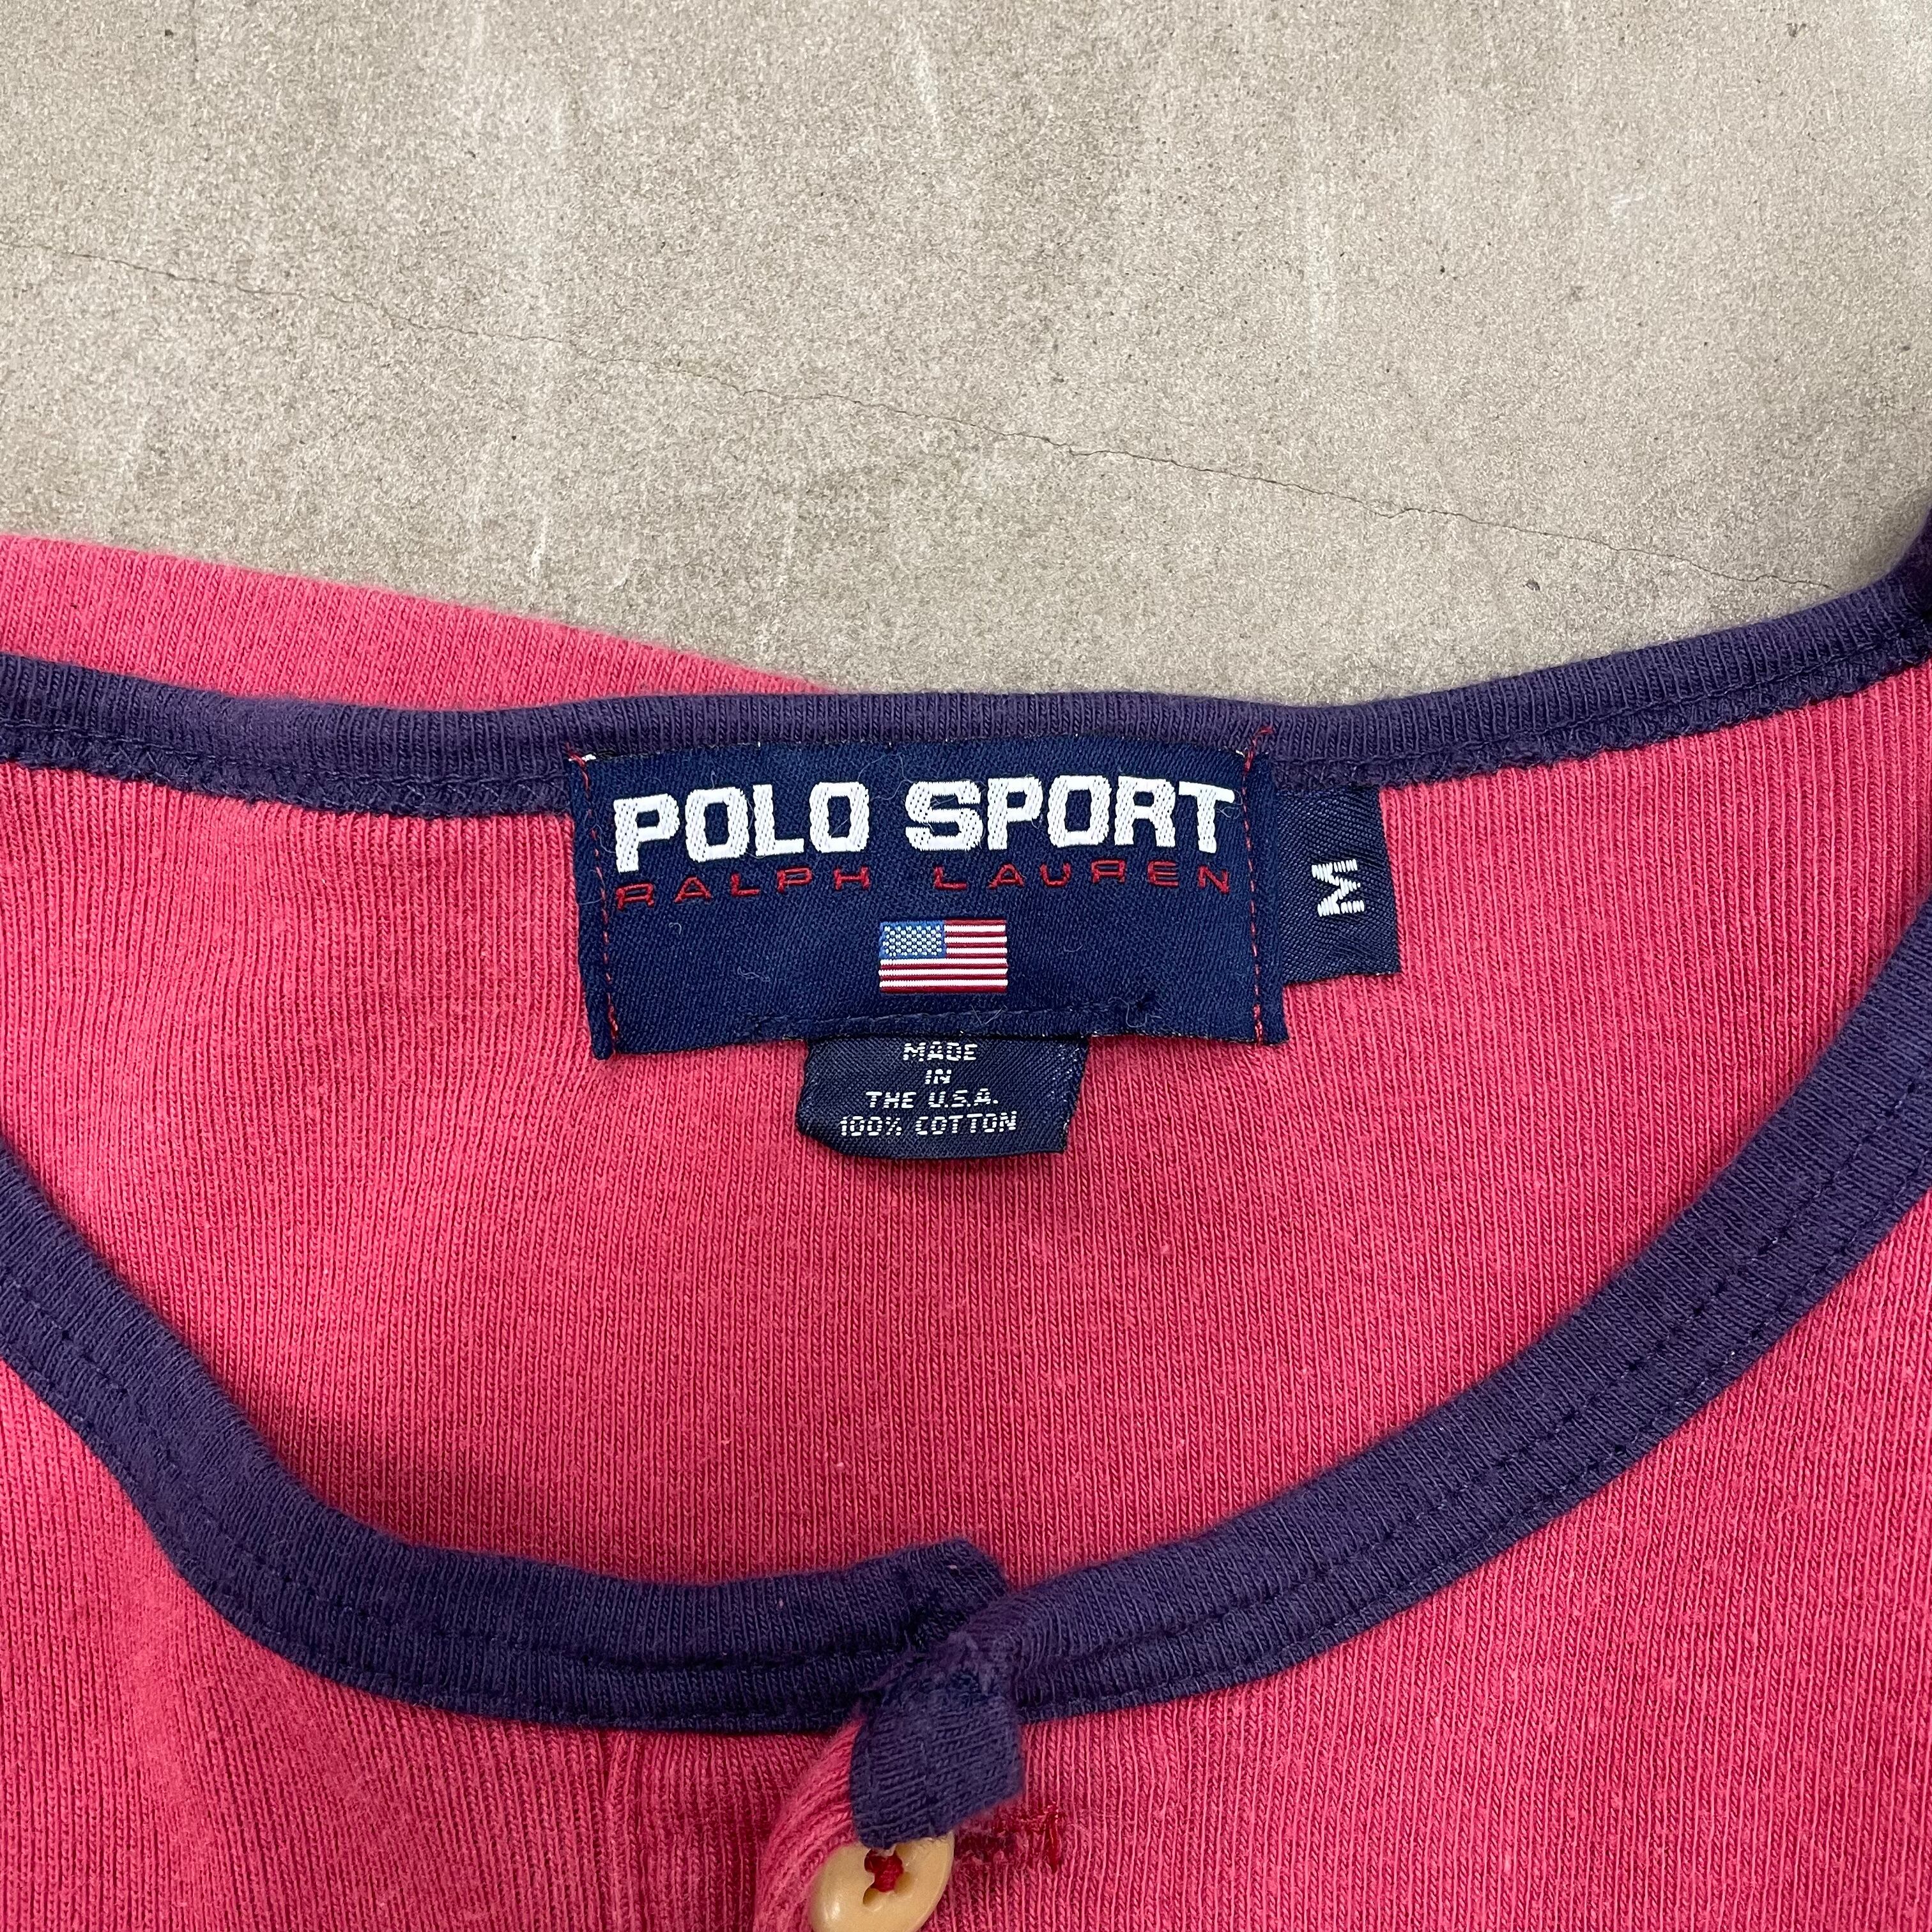 POLO SPORT
RALPH LAUREN
M
MADE
IN
THE U.S.A.
100% COTTON